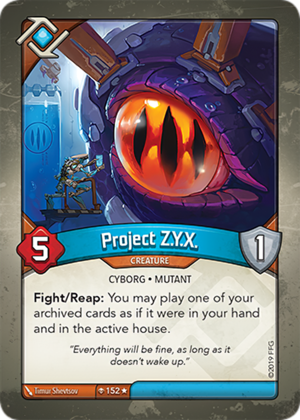 Project Z.Y.X.
5
CREATURE
1
CYBORG • MUTANT
Fight/Reap: You may play one of your
archived cards as if it were in your hand
and in the active house.
"Everything will be fine, as long as it
doesn't wake up."
Timur Shevtsov
152
©2019 FFG